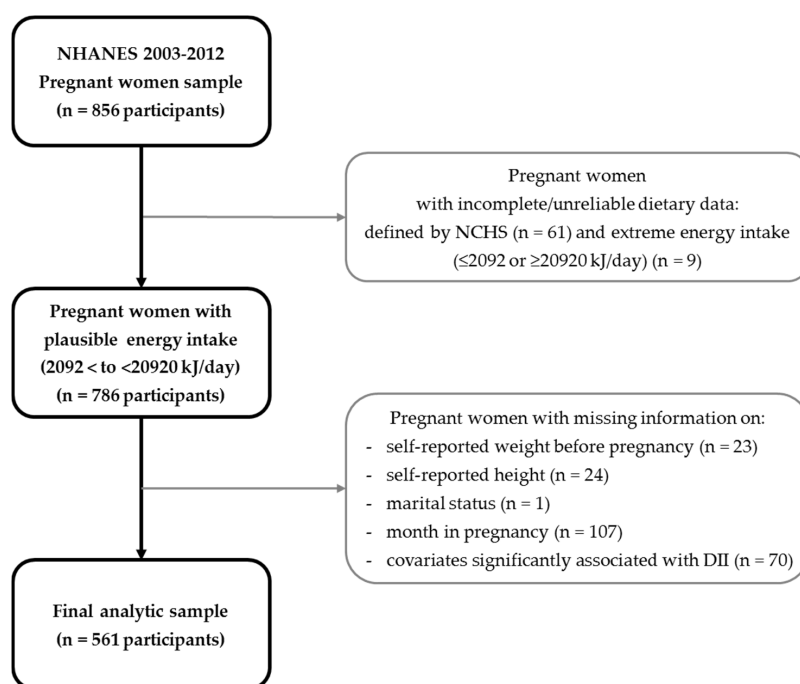 NHANES 2003-2012
Pregnant women sample
(n = 856 participants)
Pregnant women
with incomplete/unreliable dietary data:
defined by NCHS (n = 61) and extreme energy intake
(≤2092 or ≥20920 kJ/day) (n = 9)
Pregnant women with
plausible energy intake
(2092 < to <20920 kJ/day)
(n = 786 participants)
Pregnant women with missing information on:
- self-reported weight before pregnancy (n = 23)
- self-reported height (n = 24)
- marital status (n = 1)
- month in pregnancy (n = 107)
- covariates significantly associated with DII (n = 70)
Final analytic sample
(n = 561 participants)